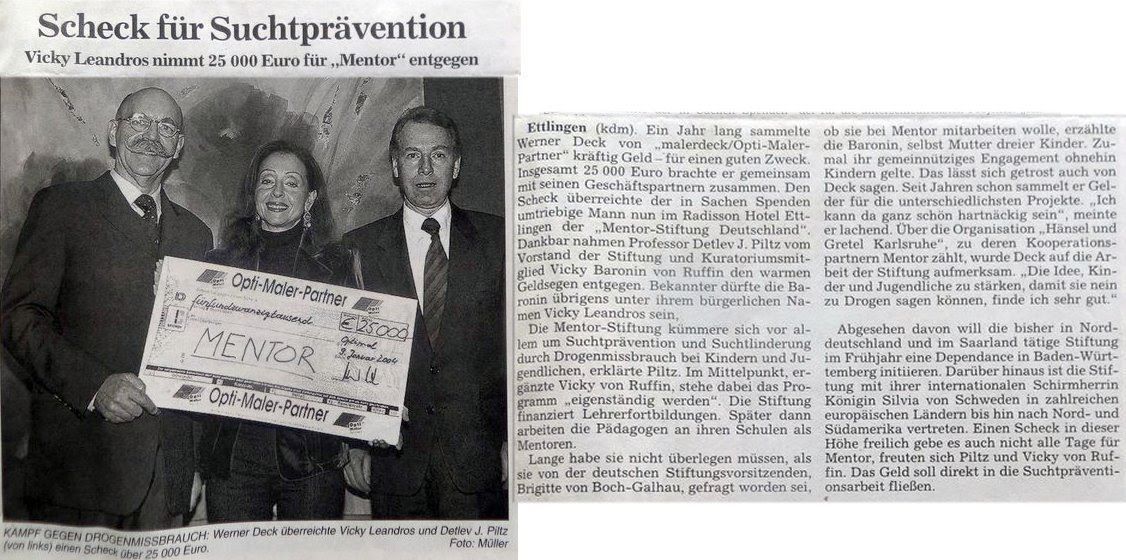 Scheck für Suchtprävention
Vicky Leandros nimmt 25 000 Euro für „Mentor“ entgegen
Opti-Maler-Partner
fünfundzwanzigtausend
€ 25.000
MENTOR
Optimal
9. Januar 2004
Opti-Maler-Partner
KAMPF GEGEN DROGENMISSBRAUCH: Werner Deck überreichte Vicky Leandros und Detlev J. Piltz
(von links) einen Scheck über 25 000 Euro.
Foto: Müller
Ettlingen (kdm). Ein Jahr lang sammelte
Werner Deck von „malerdeck/Opti-Maler-
Partner“ kräftig Geld – für einen guten Zweck.
Insgesamt 25 000 Euro brachte er gemeinsam
mit seinen Geschäftspartnern zusammen. Den
Scheck überreichte der in Sachen Spenden
umtriebige Mann nun im Radisson Hotel Ett-
lingen der „Mentor-Stiftung Deutschland“.
Dankbar nahmen Professor Detlev J. Piltz vom
Vorstand der Stiftung und Kuratoriumsmit-
glied Vicky Baronin von Ruffin den warmen
Geldsegen entgegen. Bekannter dürfte die Ba-
ronin übrigens unter ihrem bürgerlichen Na-
men Vicky Leandros sein,
Die Mentor-Stiftung kümmere sich vor al-
lem um Suchtprävention und Suchtlinderung
durch Drogenmissbrauch bei Kindern und Ju-
gendlichen, erklärte Piltz. Im Mittelpunkt, er-
gänzte Vicky von Ruffin, stehe dabei das Pro-
gramm „eigenständig werden“. Die Stiftung
finanziert Lehrerfortbildungen. Später dann
arbeiten die Pädagogen an ihren Schulen als
Mentoren.
Lange habe sie nicht überlegen müssen, als
sie von der deutschen Stiftungsvorsitzenden,
Brigitte von Boch-Galhau, gefragt worden sei,
ob sie bei Mentor mitarbeiten wolle, erzählte
die Baronin, selbst Mutter dreier Kinder. Zu-
mal ihr gemeinnütziges Engagement ohnehin
Kindern gelte. Das lässt sich getrost auch von
Deck sagen. Seit Jahren schon sammelt er Gel-
der für die unterschiedlichsten Projekte. „Ich
kann da ganz schön hartnäckig sein“, meinte
er lachend. Über die Organisation „Hänsel und
Gretel Karlsruhe“, zu deren Kooperations-
partnern Mentor zählt, wurde Deck auf die Ar-
beit der Stiftung aufmerksam. „Die Idee, Kin-
der und Jugendliche zu stärken, damit sie nein
zu Drogen sagen können, finde ich sehr gut.“
Abgesehen davon will die bisher in Nord-
deutschland und im Saarland tätige Stiftung
im Frühjahr eine Dependance in Baden-Würt-
temberg initiieren. Darüber hinaus ist die Stif-
tung mit ihrer internationalen Schirmherrin
Königin Silvia von Schweden in zahlreichen
europäischen Ländern bis hin nach Nord- und
Südamerika vertreten. Einen Scheck in dieser
Höhe freilich gebe es auch nicht alle Tage für
Mentor, freuten sich Piltz und Vicky von Ruf-
fin. Das Geld soll direkt in die Suchtpräventi-
onsarbeit fließen.